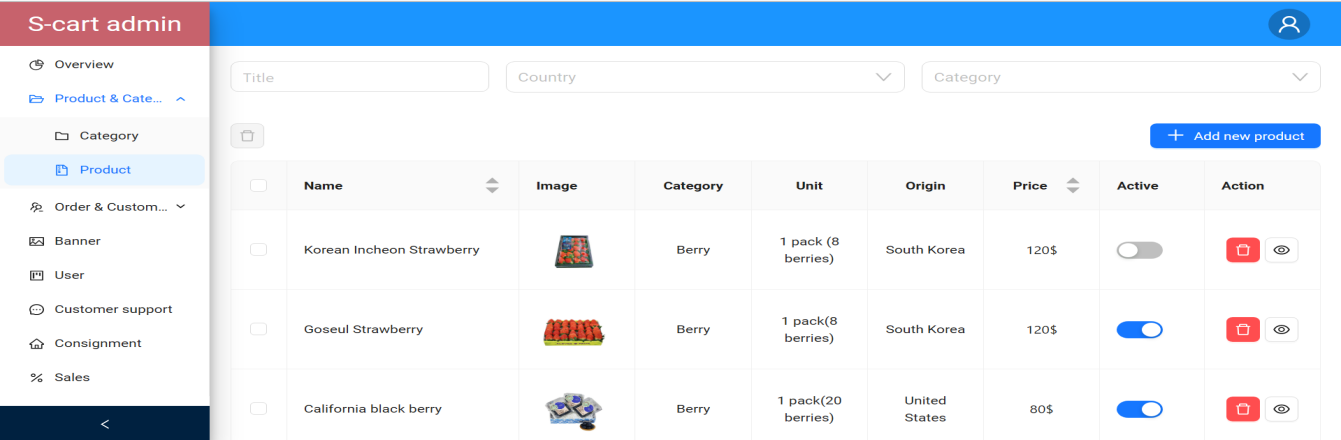 S-cart admin
Overview
Product & Cate...
Category
Product
Order & Custom...
Banner
User
Customer support
Consignment
Sales
<
Title
Country
Category
Add new product
Name
Image
Category
Unit
Origin
Price
Active
Action
Korean Incheon Strawberry
Berry
1 pack (8
berries)
South Korea
120$
Goseul Strawberry
Berry
1 pack(8
berries)
South Korea
120$
California black berry
Berry
1 pack(20
berries)
United
States
80$